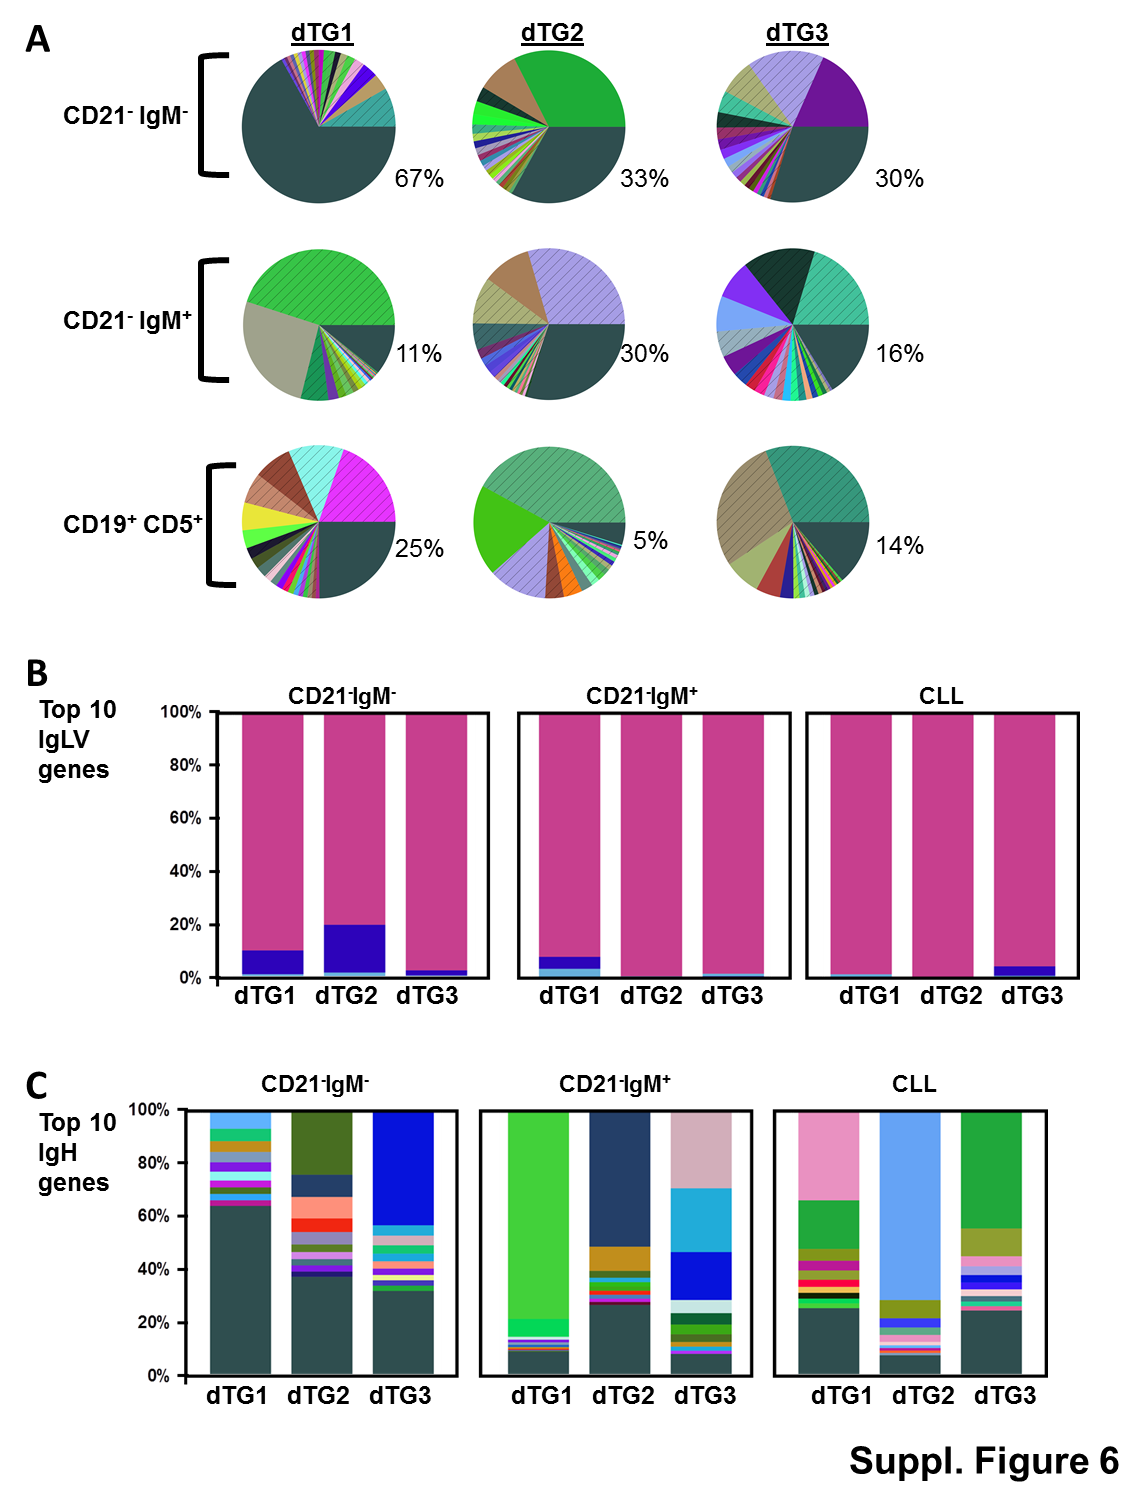 A
dTG1 dTG2 dTG3
CD21- IgM-
67% 33% 30%
CD21- IgM+
11% 30% 16%
CD19+ CD5+
25% 5% 14%
B
Top 10
IgLV
genes
CD21-IgM- CD21-IgM+ CLL
100%
80%
60%
40%
20%
0%
dTG1 dTG2 dTG3 dTG1 dTG2 dTG3 dTG1 dTG2 dTG3
C
Top 10
IgH
genes
CD21-IgM- CD21-IgM+ CLL
100%
80%
60%
40%
20%
0%
dTG1 dTG2 dTG3 dTG1 dTG2 dTG3 dTG1 dTG2 dTG3
Suppl. Figure 6